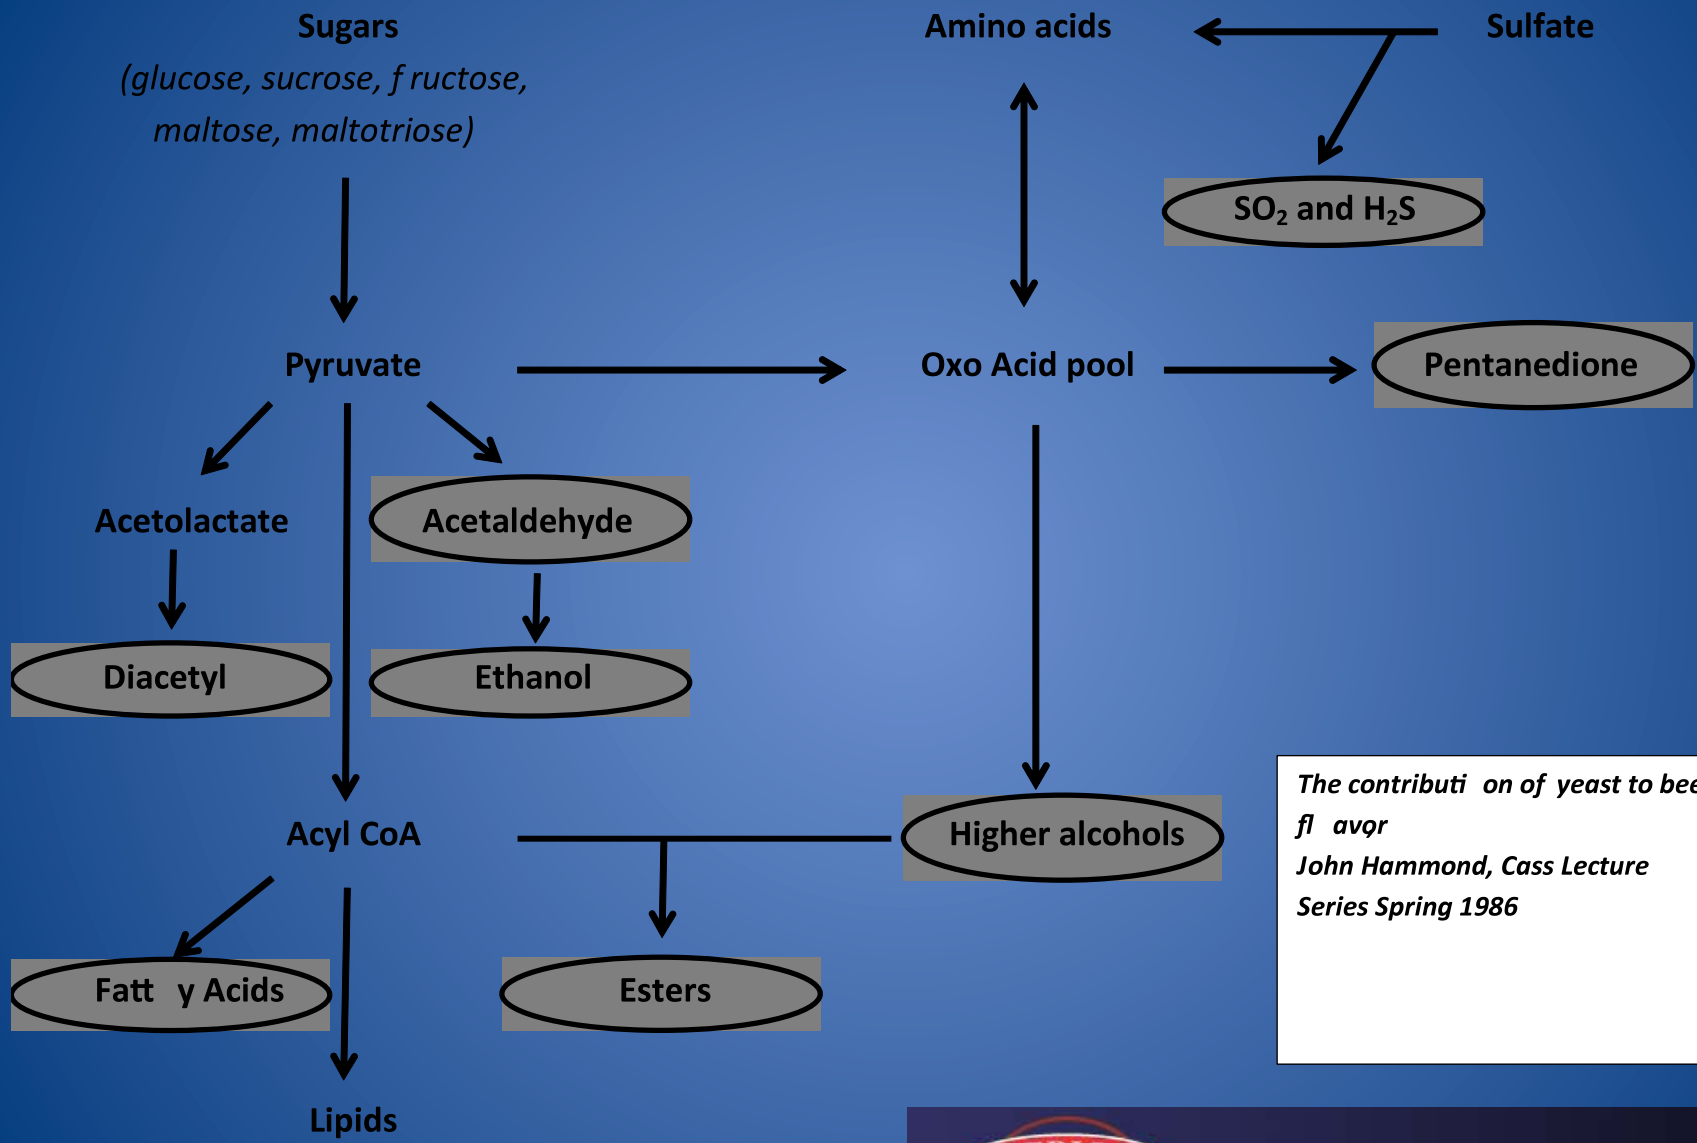 Sugars
(glucose, sucrose, f ructose,
maltose, maltotriose)
Amino acids
Sulfate
SO₂ and H₂S
Pyruvate
Oxo Acid pool
Pentanedione
Acetolactate
Acetaldehyde
Diacetyl
Ethanol
Acyl CoA
Higher alcohols
The contributi on of yeast to
fl avor,
John Hammond, Cass Lecture
Series Spring 1986
Fatt y Acids
Esters
Lipids